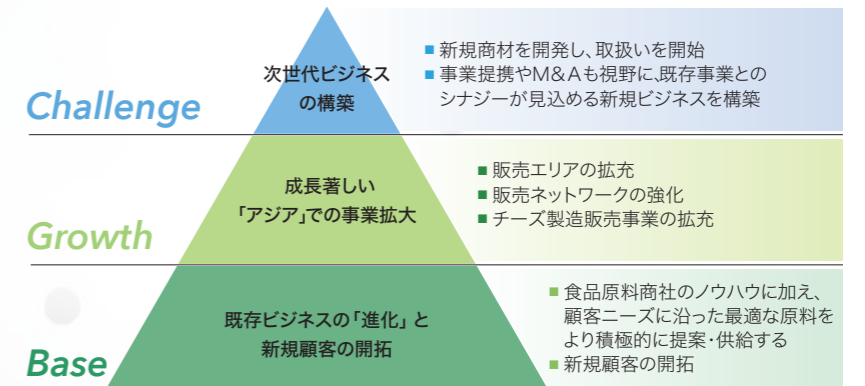 Challenge
次世代ビジネス
の構築
■ 新規商材を開発し、取扱いを開始
■ 事業提携やM&Aも視野に、既存事業との
シナジーが見込める新規ビジネスを構築
Growth
成長著しい
「アジア」での事業拡大
■ 販売エリアの拡充
■ 販売ネットワークの強化
■ チーズ製造販売事業の拡充
Base
既存ビジネスの「進化」と
新規顧客の開拓
■ 食品原料商社のノウハウに加え、
顧客ニーズに沿った最適な原料を
より積極的に提案・供給する
■ 新規顧客の開拓